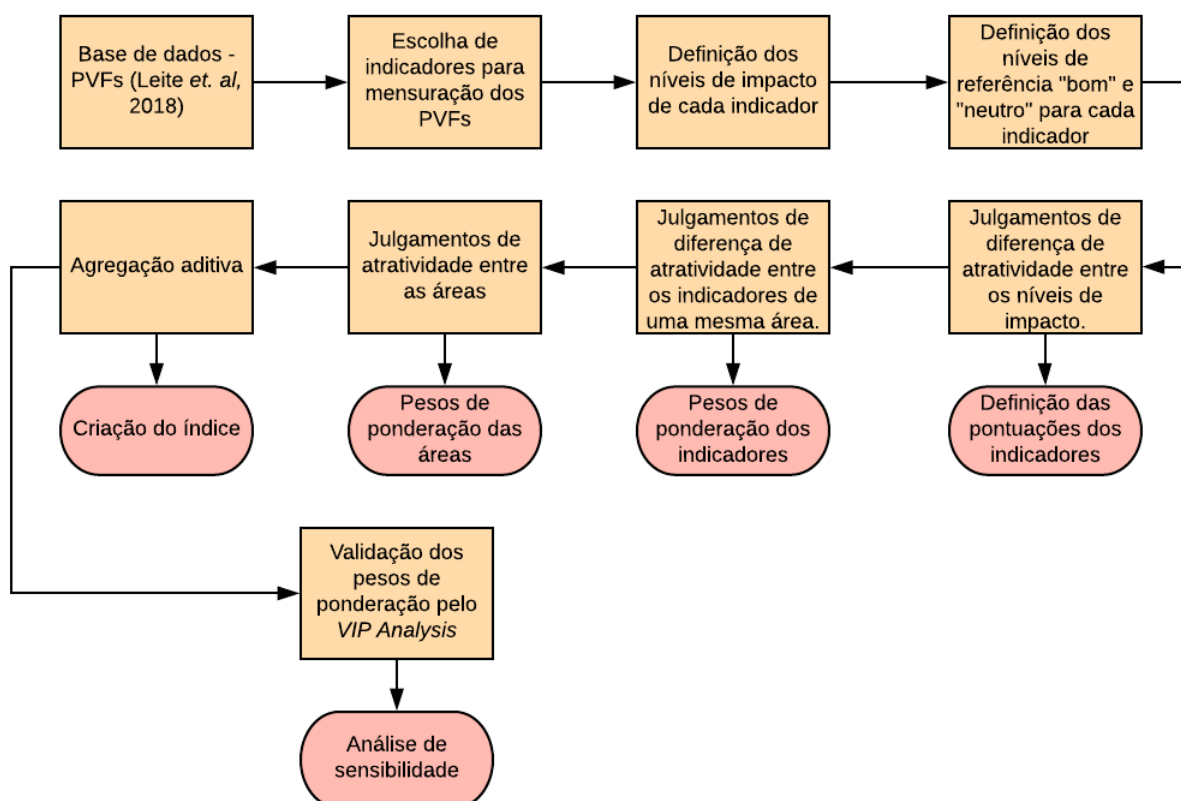 Base de dados -
PVFs (Leite et. al,
2018)
Escolha de
indicadores para
mensuração dos
PVFs
Definição dos
níveis de impacto
de cada indicador
Definição dos
níveis de
referência "bom" e
"neutro" para cada
indicador
Agregação aditiva
Julgamentos de
atratividade entre
as áreas
Julgamentos de
diferença de
atratividade entre
os indicadores de
uma mesma área.
Julgamentos de
diferença de
atratividade entre
os níveis de
impacto.
Criação do índice
Pesos de
ponderação das
áreas
Pesos de
ponderação dos
indicadores
Definição das
pontuações dos
indicadores
Validação dos
pesos de
ponderação pelo
VIP Analysis
Análise de
sensibilidade